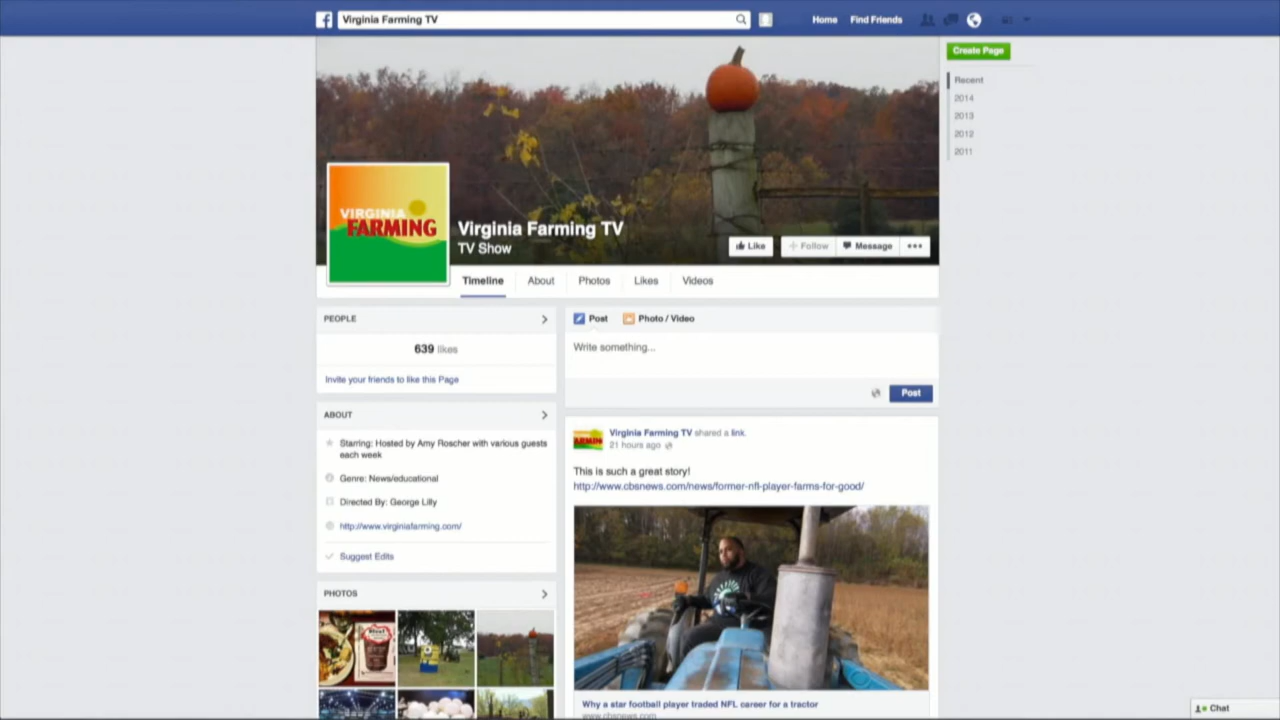 Virginia Farming TV
Home
Find Friends
Create Page
Recent
2014
2013
2012
2011
VIRGINIA
FARMING
Virginia Farming TV
TV Show
Like
Follow
Message
Timeline
About
Photos
Likes
Videos
PEOPLE
639 likes
Invite your friends to like this Page
ABOUT
Starring: Hosted by Amy Roscher with various guests
each week
Genre: News/educational
Directed By: George Lilly
http://www.virginiafarming.com/
Suggest Edits
PHOTOS
Post
Photo / Video
Write something...
Post
Virginia Farming TV shared a link.
21 hours ago
This is such a great story!
http://www.cbsnews.com/news/former-nfl-player-farms-for-good/
Why a star football player traded NFL career for a tractor
www.cbsnews.com
Chat